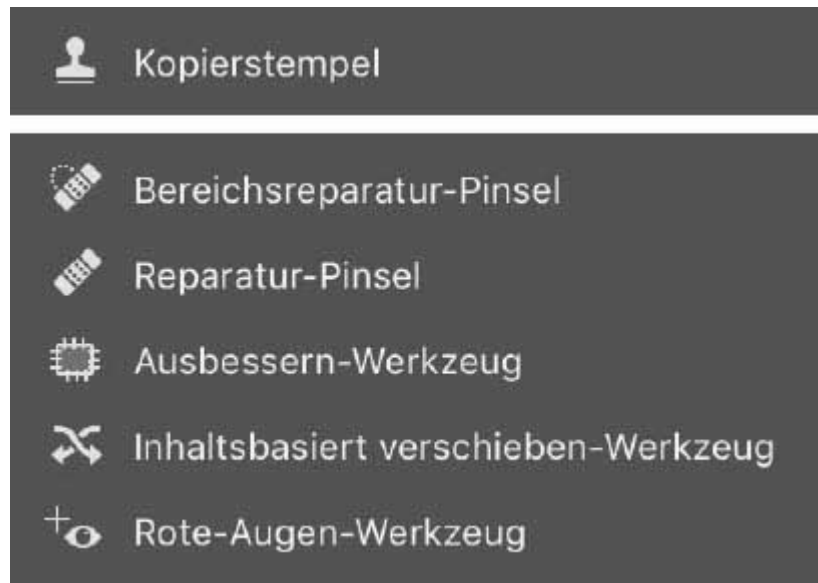 Kopierstempel
Bereichsreparatur-Pinsel
Reparatur-Pinsel
Ausbessern-Werkzeug
Inhaltsbasiert verschieben-Werkzeug
Rote-Augen-Werkzeug